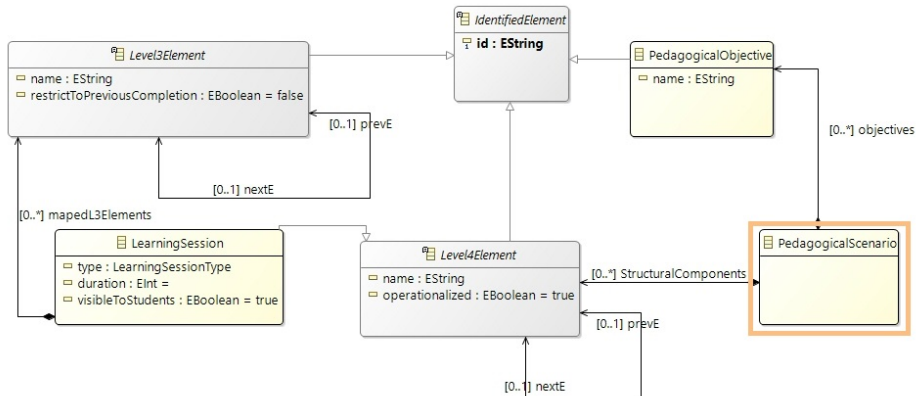 IdentifiedElement
id : EString
Level3Element
name : EString
restrictToPreviousCompletion : EBoolean = false
PedagogicalObjective
name : EString
[0..1] prevE
[0..*] objectives
[0..1] nextE
[0..*] mapedL3Elements
LearningSession
type : LearningSessionType
duration : EInt =
visibleToStudents : EBoolean = true
Level4Element
name : EString
operationalized : EBoolean = true
[0..*] StructuralComponents
PedagogicalScenario
[0..1] prevE
[0..1] nextE